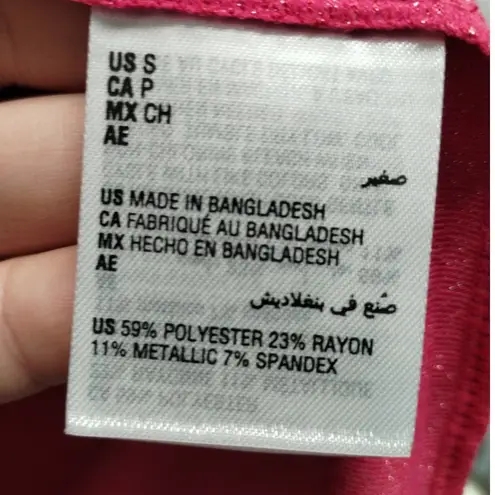 US S
CA P
MX CH
AE
صغير
US MADE IN BANGLADESH
CA FABRIQUÉ AU BANGLADESH
MX HECHO EN BANGLADESH
AE
صُنع في بنغلاديش
US 59% POLYESTER 23% RAYON
11% METALLIC 7% SPANDEX